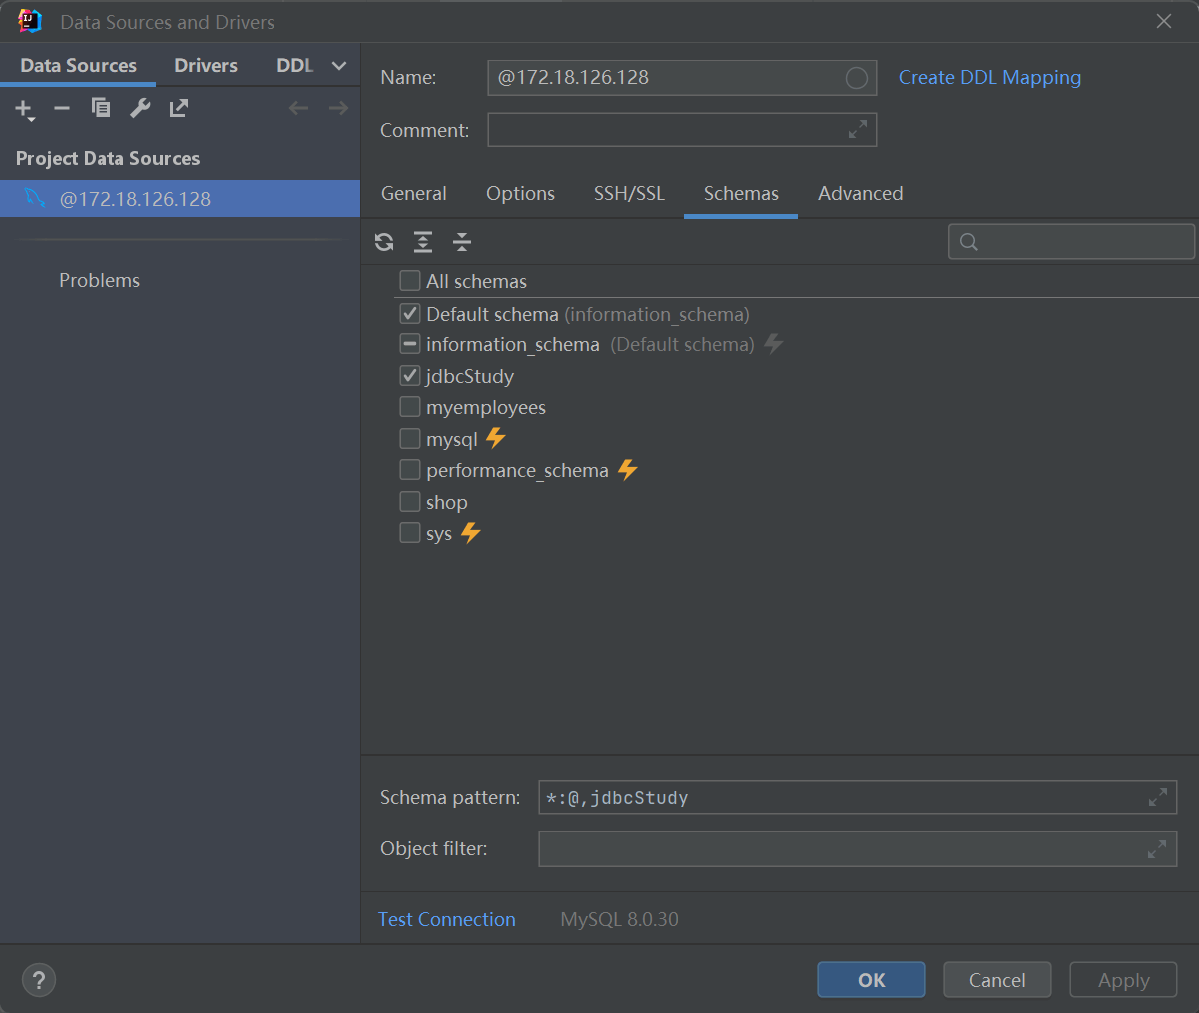 Data Sources and Drivers
Data Sources Drivers DDL
Project Data Sources
@172.18.126.128
Problems
Name: @172.18.126.128 Create DDL Mapping
Comment:
General Options SSH/SSL Schemas Advanced
All schemas
Default schema (information_schema)
information_schema (Default schema)
jdbcStudy
myemployees
mysql
performance_schema
shop
sys
Schema pattern: *:@,jdbcStudy
Object filter:
Test Connection MySQL 8.0.30
? OK Cancel Apply